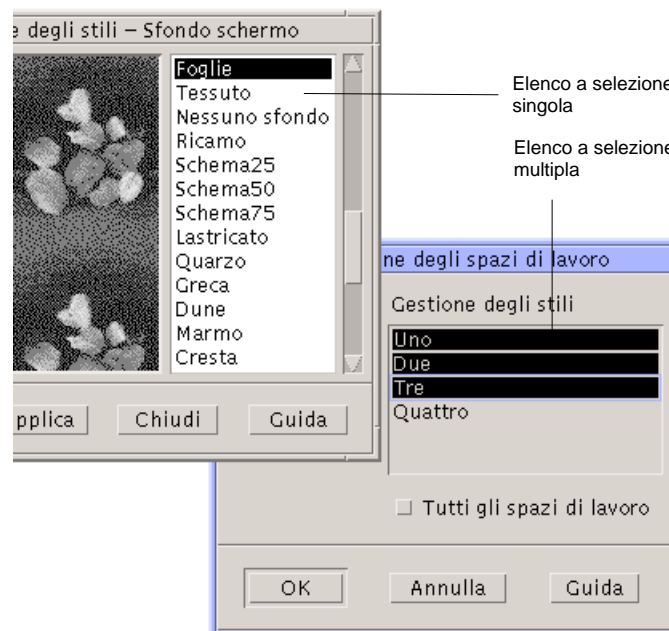 e degli stili – Sfondo schermo
Foglie
Tessuto
Nessuno sfondo
Ricamo
Schema25
Schema50
Schema75
Lastricato
Quarzo
Greca
Dune
Marmo
Cresta
pplica
Chiudi
Guida
Elenco a selezione
singola
Elenco a selezione
multipla
ne degli spazi di lavoro
Gestione degli stili
Uno
Due
Tre
Quattro
Tutti gli spazi di lavoro
OK
Annulla
Guida